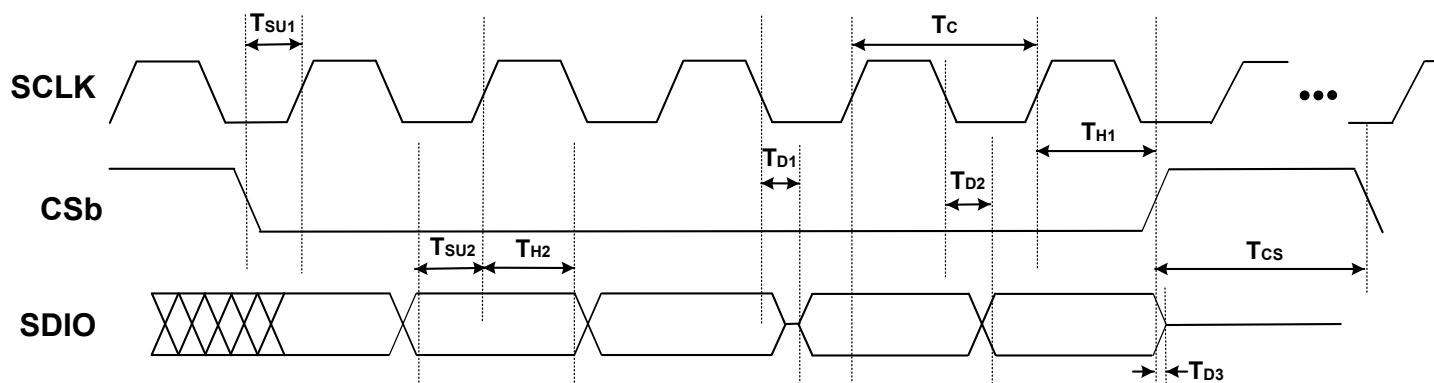 TSU1
TC
SCLK
•••
TH1
TD1
TD2
CSb
TSU2
TH2
TCS
SDIO
TD3